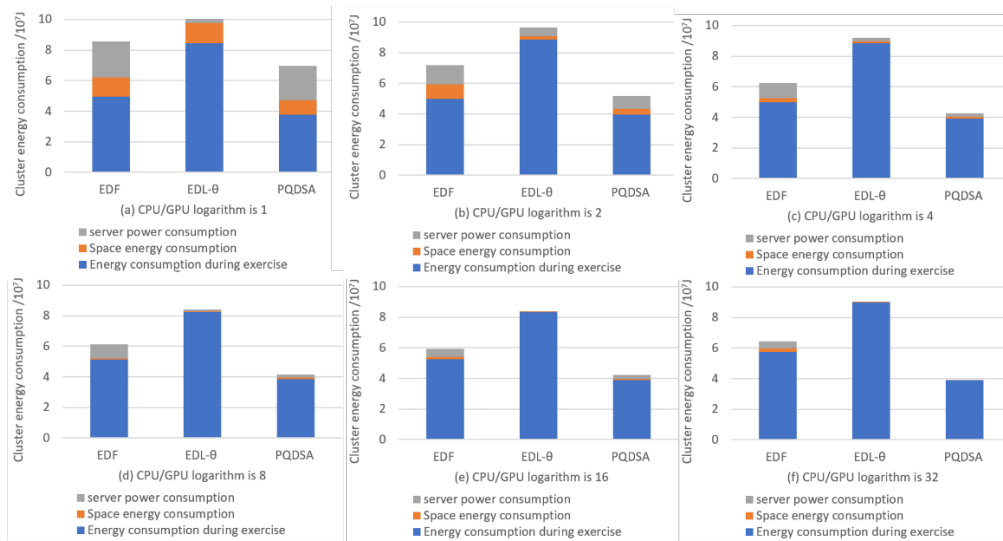 Cluster energy consumption /10⁷J
10
8
6
4
2
0
EDF EDL-θ PQDSA
(a) CPU/GPU logarithm is 1
server power consumption
Space energy consumption
Energy consumption during exercise
Cluster energy consumption /10⁷J
10
8
6
4
2
0
EDF EDL-θ PQDSA
(b) CPU/GPU logarithm is 2
server power consumption
Space energy consumption
Energy consumption during exercise
Cluster energy consumption /10⁷J
10
8
6
4
2
0
EDF EDL-θ PQDSA
(c) CPU/GPU logarithm is 4
server power consumption
Space energy consumption
Energy consumption during exercise
Cluster energy consumption /10⁷J
10
8
6
4
2
0
EDF EDL-θ PQDSA
(d) CPU/GPU logarithm is 8
server power consumption
Space energy consumption
Energy consumption during exercise
Cluster energy consumption /10⁷J
10
8
6
4
2
0
EDF EDL-θ PQDSA
(e) CPU/GPU logarithm is 16
server power consumption
Space energy consumption
Energy consumption during exercise
Cluster energy consumption /10⁷J
10
8
6
4
2
0
EDF EDL-θ PQDSA
(f) CPU/GPU logarithm is 32
server power consumption
Space energy consumption
Energy consumption during exercise